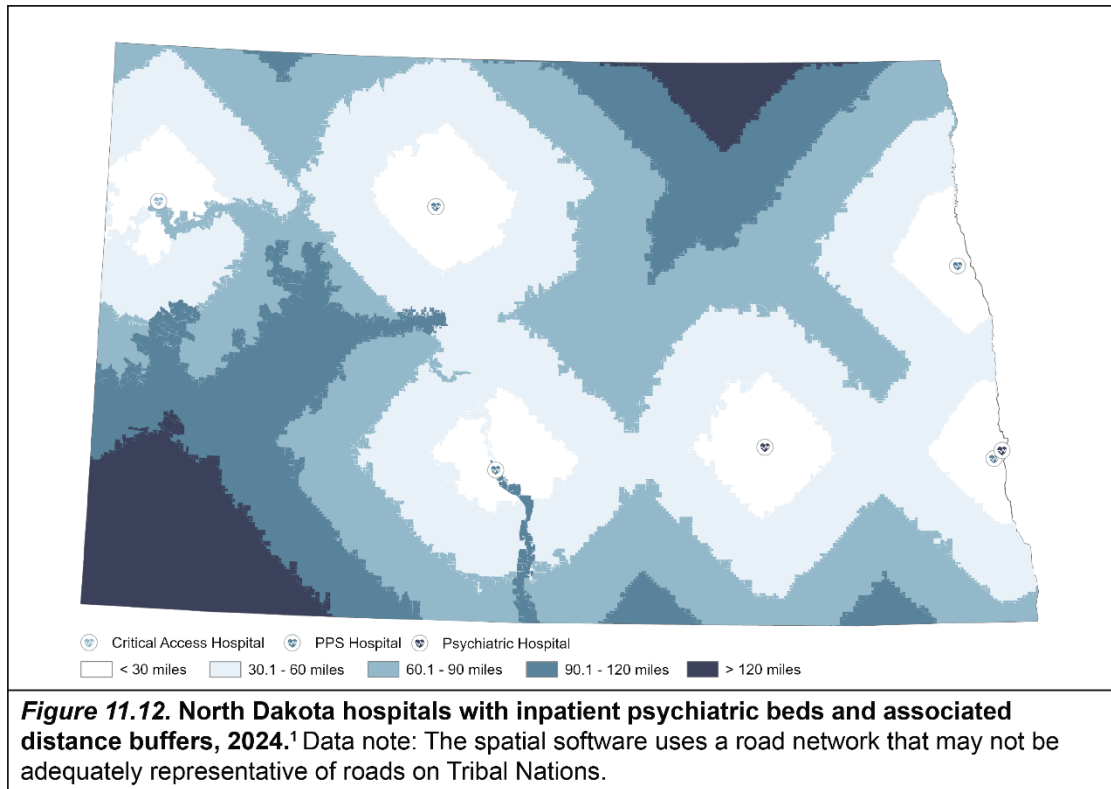 Critical Access Hospital PPS Hospital Psychiatric Hospital
< 30 miles 30.1 - 60 miles 60.1 - 90 miles 90.1 - 120 miles > 120 miles
Figure 11.12. North Dakota hospitals with inpatient psychiatric beds and associated
distance buffers, 2024.¹ Data note: The spatial software uses a road network that may not be
adequately representative of roads on Tribal Nations.